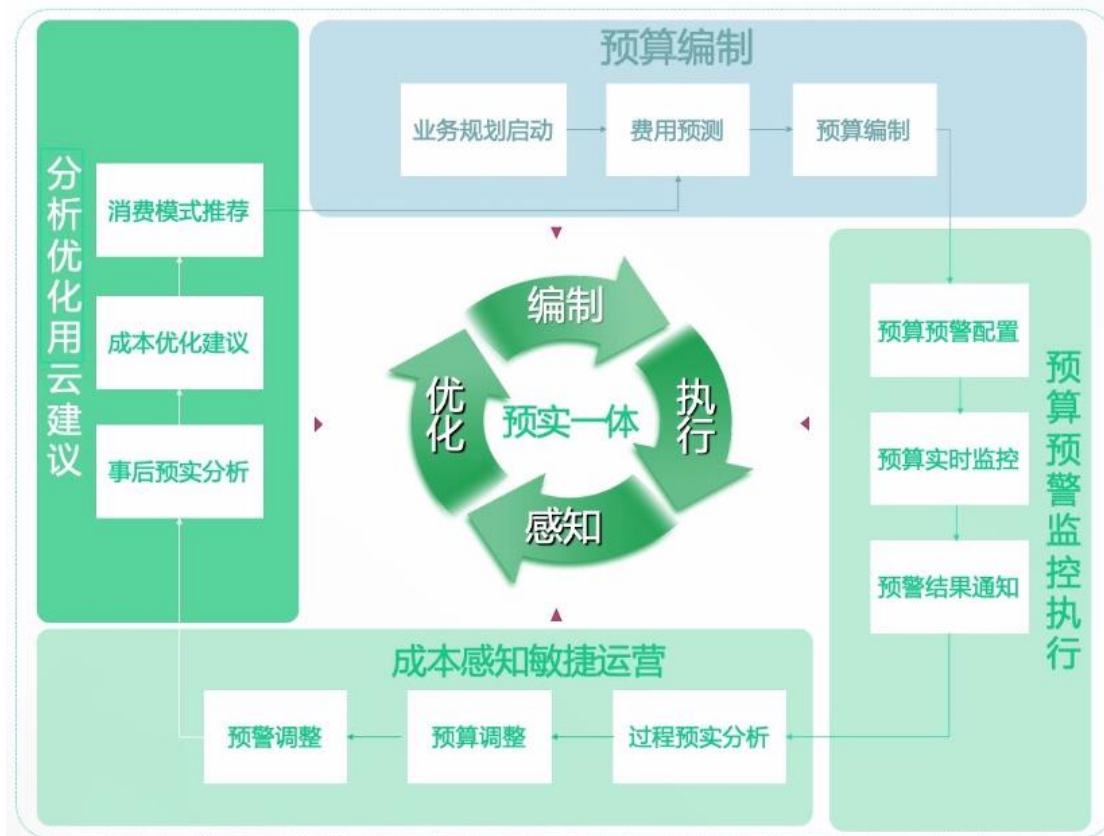 预算编制
业务规划启动
费用预测
预算编制
预算预警监控执行
预算预警配置
预算实时监控
预警结果通知
成本感知敏捷运营
过程预实分析
预算调整
预警调整
分析优化用云建议
事后预实分析
成本优化建议
消费模式推荐
编制
执行
感知
优化
预实一体